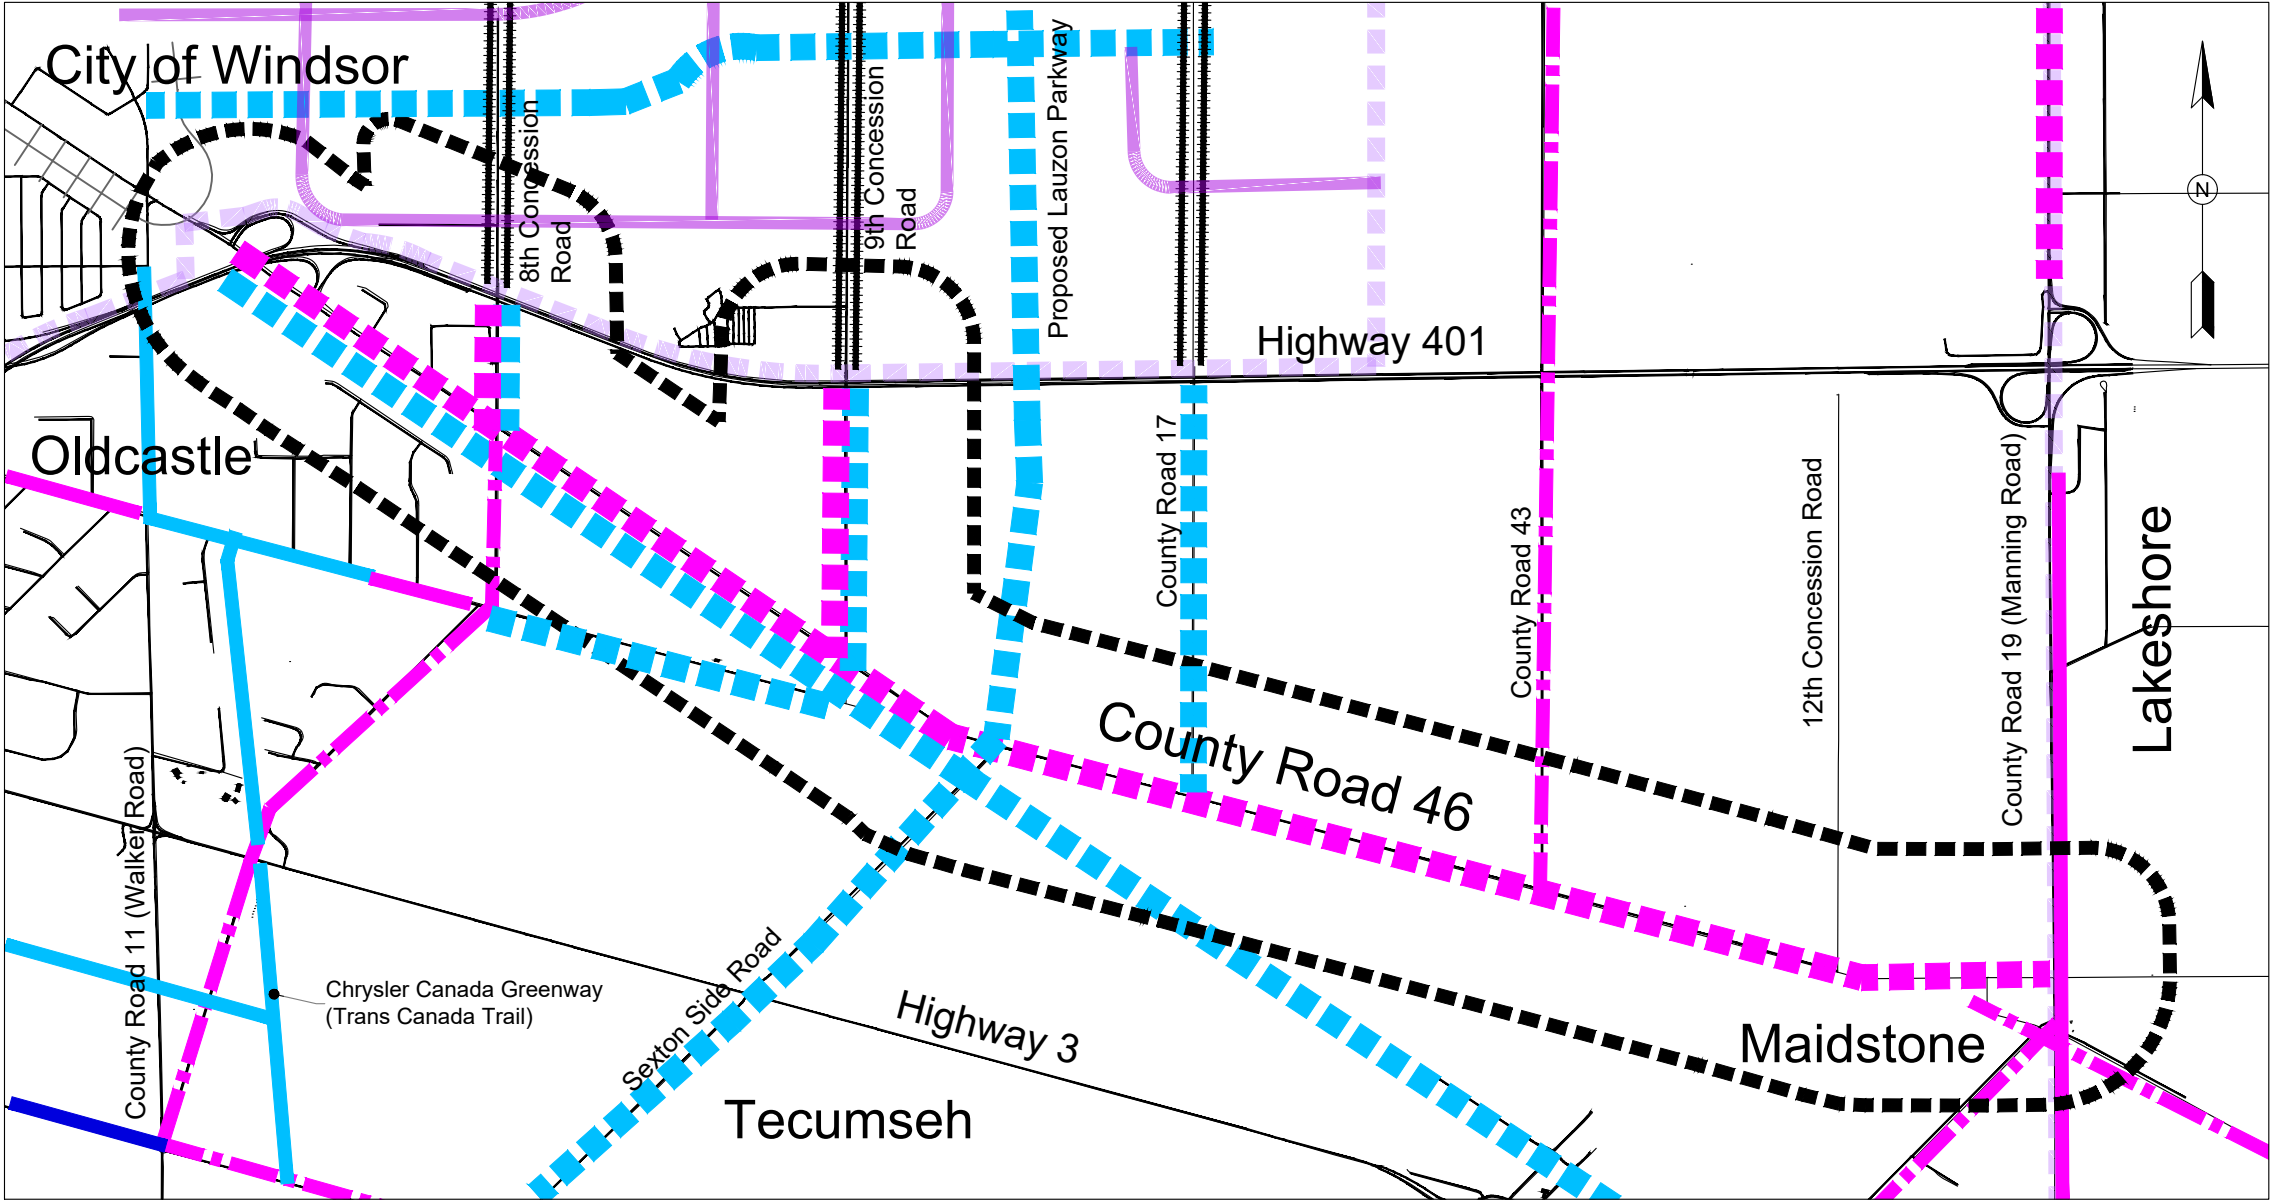 City of Windsor
8th Concession
Road
9th Concession
Road
Proposed Lauzon Parkway
N
Highway 401
Oldcastle
County Road 17
County Road 43
12th Concession Road
County Road 19 (Manning Road)
Lakeshore
County Road 46
County Road 11 (Walker Road)
Chrysler Canada Greenway
(Trans Canada Trail)
Sexton Side Road
Highway 3
Maidstone
Tecumseh